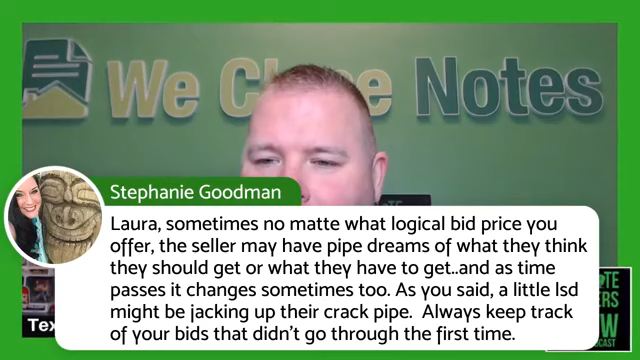 We Close Notes
Stephanie Goodman
Laura, sometimes no matte what logical bid price you
offer, the seller may have pipe dreams of what they think
they should get or what they have to get..and as time
passes it changes sometimes too. As you said, a little lsd
might be jacking up their crack pipe. Always keep track
of your bids that didn't go through the first time.
Tex